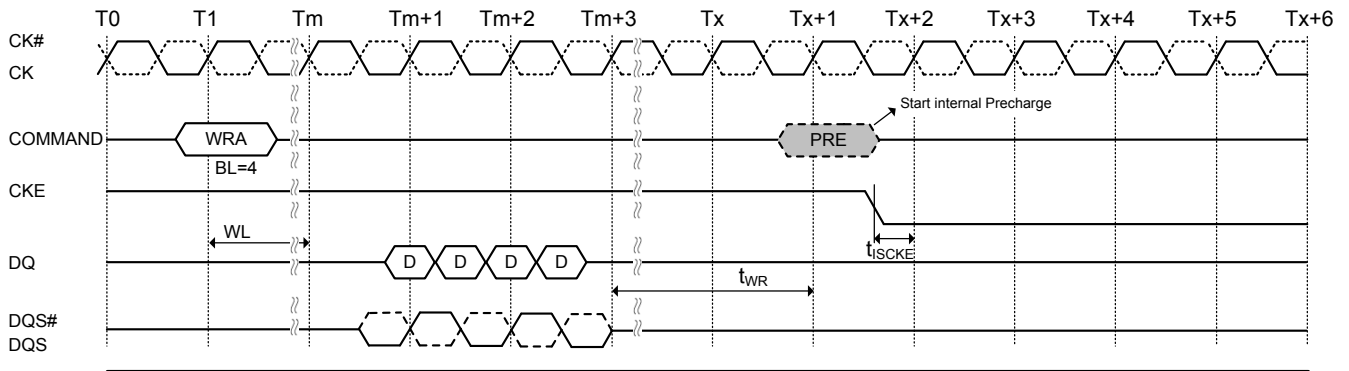 T0 T1 Tm Tm+1 Tm+2 Tm+3 Tx Tx+1 Tx+2 Tx+3 Tx+4 Tx+5 Tx+6
CK#
CK
Start internal Precharge
COMMAND WRA PRE
BL=4
CKE
WL
tISCKE
DQ D D D D
tWR
DQS#
DQS